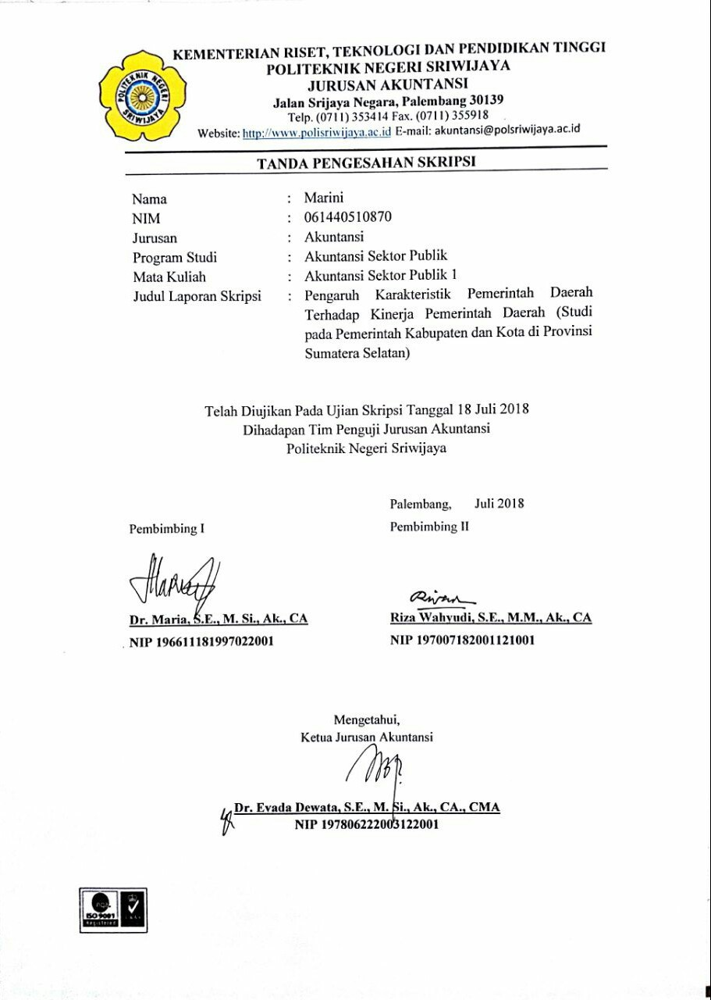 KEMENTERIAN RISET, TEKNOLOGI DAN PENDIDIKAN TINGGI
POLITEKNIK NEGERI SRIWIJAYA
JURUSAN AKUNTANSI
Jalan Srijaya Negara, Palembang 30139
Telp. (0711) 353414 Fax. (0711) 355918
Website: http://www.polisriwijaya.ac.id E-mail: akuntansi@polsriwijaya.ac.id
POLITEKNIK NEGERI
SRIWIJAYA
TANDA PENGESAHAN SKRIPSI
Nama : Marini
NIM : 061440510870
Jurusan : Akuntansi
Program Studi : Akuntansi Sektor Publik
Mata Kuliah : Akuntansi Sektor Publik 1
Judul Laporan Skripsi : Pengaruh Karakteristik Pemerintah Daerah
Terhadap Kinerja Pemerintah Daerah (Studi
pada Pemerintah Kabupaten dan Kota di Provinsi
Sumatera Selatan)
Telah Diujikan Pada Ujian Skripsi Tanggal 18 Juli 2018
Dihadapan Tim Penguji Jurusan Akuntansi
Politeknik Negeri Sriwijaya
Palembang, Juli 2018
Pembimbing I
Pembimbing II
Dr. Maria, S.E., M. Si., Ak., CA
NIP 196611181997022001
Riza Wahyudi, S.E., M.M., Ak., CA
NIP 197007182001121001
Mengetahui,
Ketua Jurusan Akuntansi
Dr. Evada Dewata, S.E., M. Si., Ak., CA., CMA
NIP 197806222003122001
nqa
ISO 9001
Registered